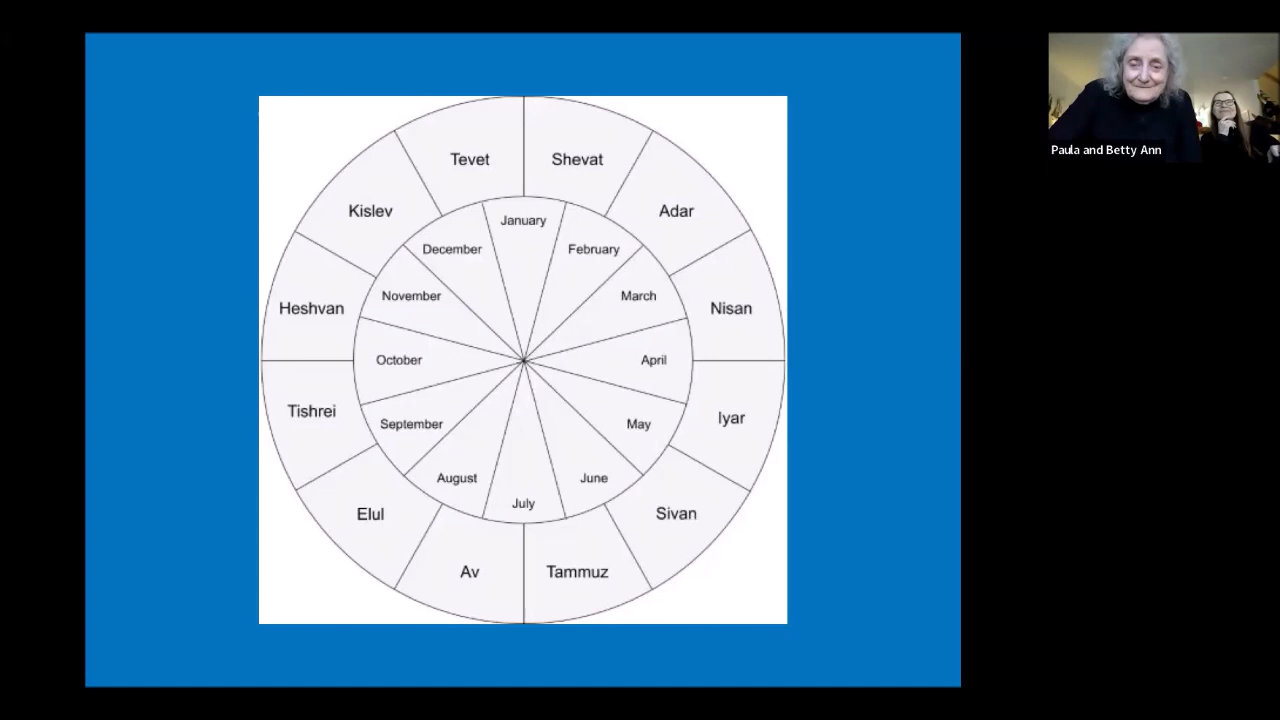 Tevet
Shevat
Kislev
Adar
Heshvan
Nisan
Tishrei
Iyar
Elul
Sivan
Av
Tammuz
January
December
February
November
March
October
April
September
May
August
June
July
Paula and Betty Ann